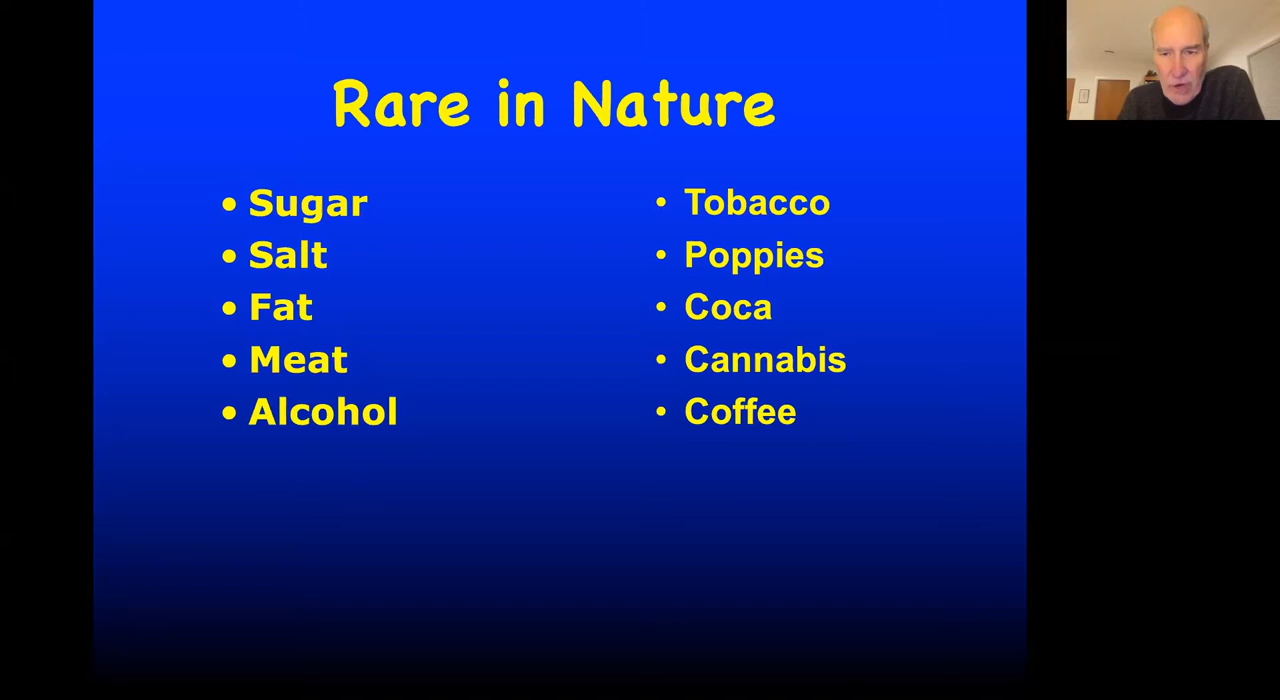 Rare in Nature
• Sugar
• Salt
• Fat
• Meat
• Alcohol
• Tobacco
• Poppies
• Coca
• Cannabis
• Coffee